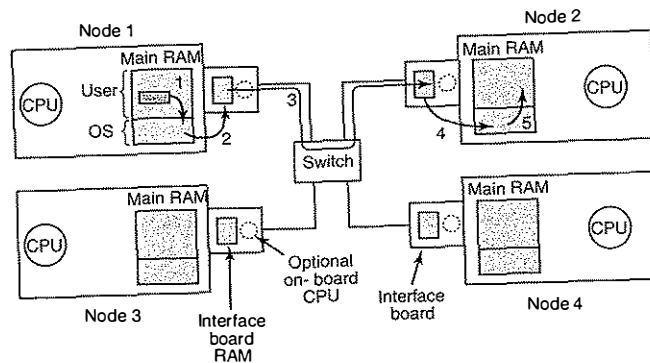 Node 1
Node 2
Main RAM
Main RAM
User
OS
CPU
1
2
3
4
5
CPU
Switch
Main RAM
Main RAM
CPU
CPU
Node 3
Interface
board
RAM
Optional
on- board
CPU
Interface
board
Node 4